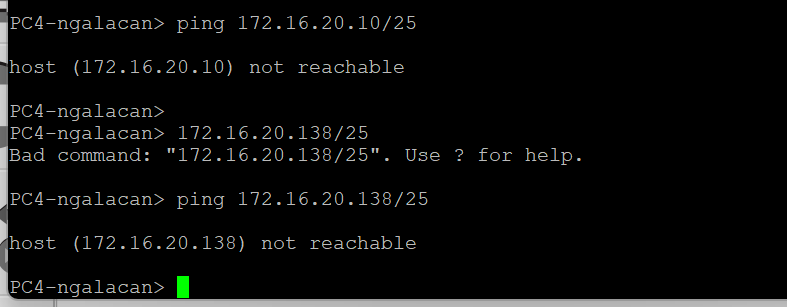 PC4-ngalacan> ping 172.16.20.10/25
host (172.16.20.10) not reachable
PC4-ngalacan>
PC4-ngalacan> 172.16.20.138/25
Bad command: "172.16.20.138/25". Use ? for help.
PC4-ngalacan> ping 172.16.20.138/25
host (172.16.20.138) not reachable
PC4-ngalacan>